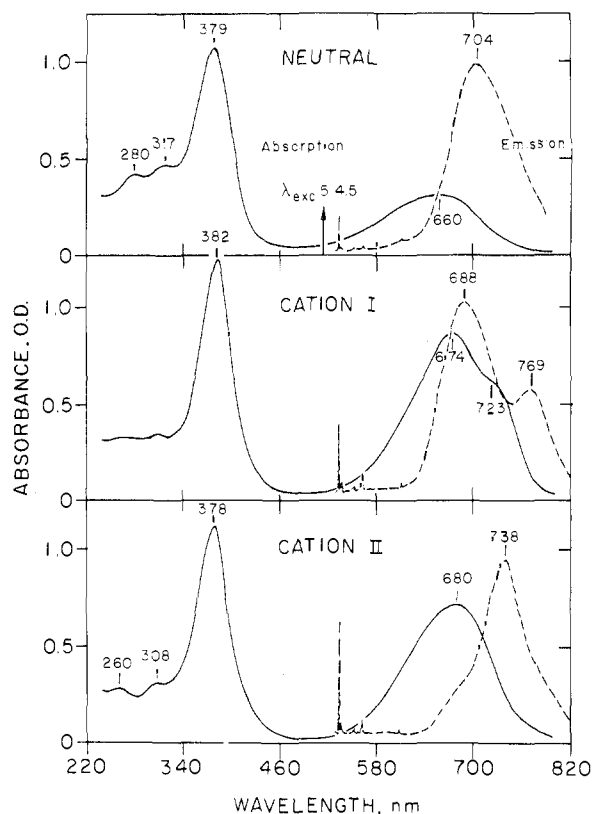 379
704
NEUTRAL
1.0
280
317
Absorption
Emission
0.5
λexc 5 4.5
660
0
382
688
CATION I
1.0
674
723
769
0.5
0
378
738
CATION II
1.0
680
260
308
0.5
0
220 340 460 580 700 820
WAVELENGTH, nm
ABSORBANCE, O.D.